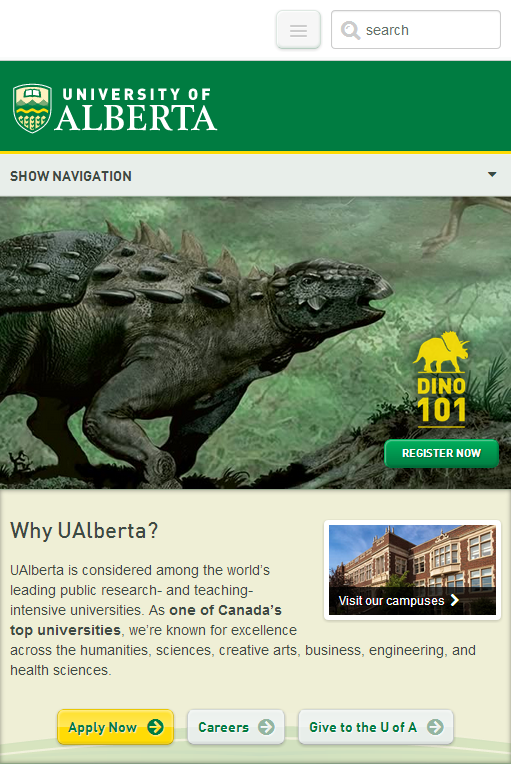 search
UNIVERSITY OF
ALBERTA
SHOW NAVIGATION
DINO
101
REGISTER NOW
Why UAlberta?
UAlberta is considered among the world's
leading public research- and teaching-
intensive universities. As one of Canada's
top universities, we're known for excellence
across the humanities, sciences, creative arts, business, engineering, and
health sciences.
Visit our campuses
Apply Now
Careers
Give to the U of A